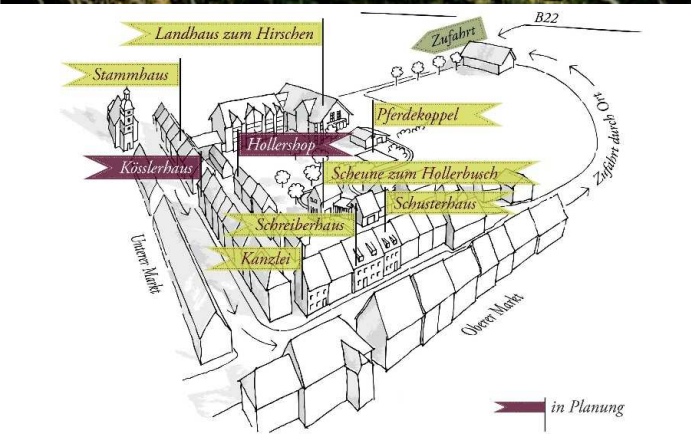 B22
Landhaus zum Hirschen
Zufahrt
Stammhaus
Pferdekoppel
Hollershop
Zufahrt durch Ort
Kösslerhaus
Scheune zum Hollerbusch
Schusterhaus
Schreiberhaus
Kanzlei
Unterer Markt
Oberer Markt
in Planung